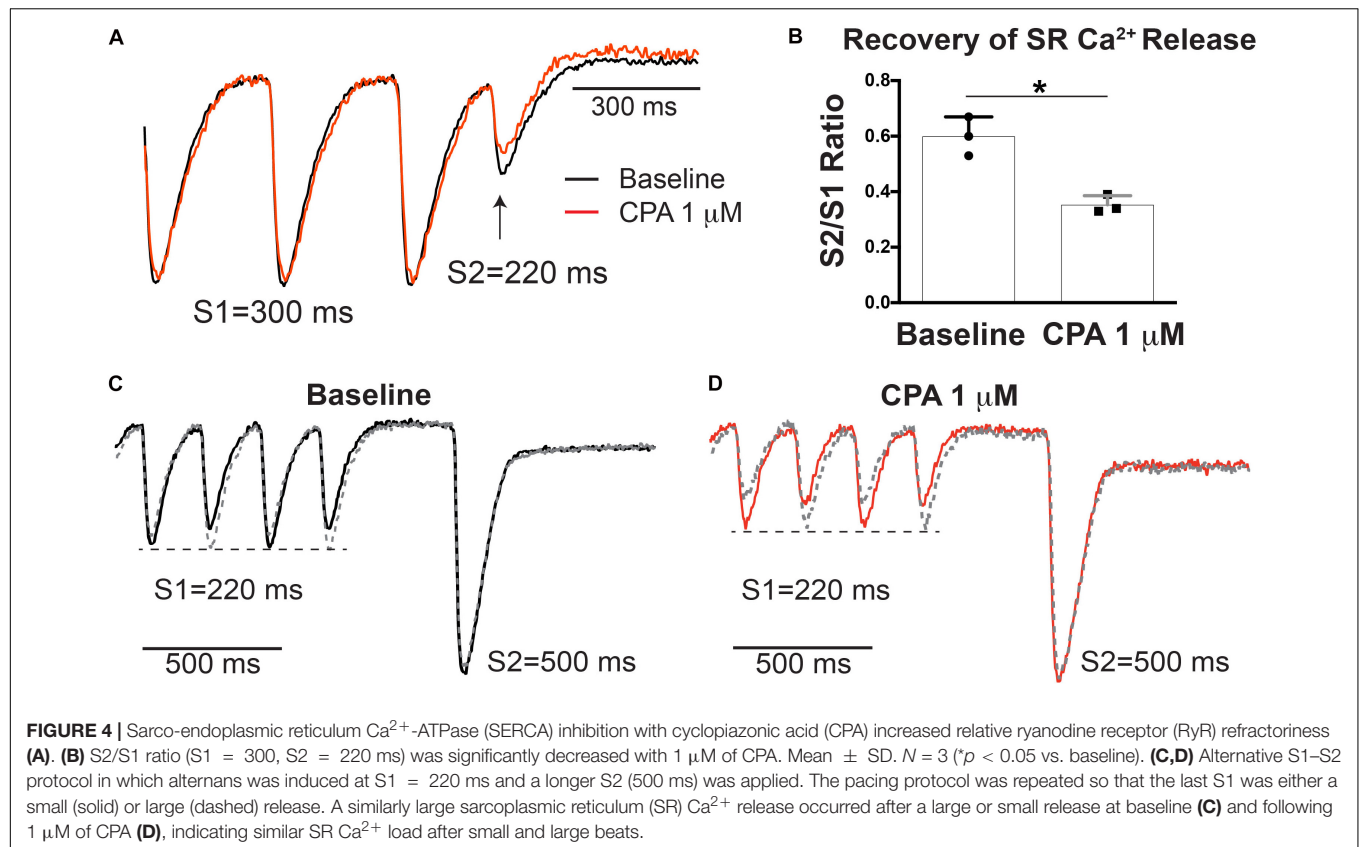 A
300 ms
Baseline
CPA 1 μM
S2=220 ms
S1=300 ms
B
Recovery of SR Ca²⁺ Release
*
0.8
0.6
0.4
0.2
0.0
S2/S1 Ratio
Baseline CPA 1 μM
C
Baseline
S1=220 ms
500 ms
S2=500 ms
D
CPA 1 μM
S1=220 ms
500 ms
S2=500 ms
FIGURE 4 | Sarco-endoplasmic reticulum Ca²⁺-ATPase (SERCA) inhibition with cyclopiazonic acid (CPA) increased relative ryanodine receptor (RyR) refractoriness
(A). (B) S2/S1 ratio (S1 = 300, S2 = 220 ms) was significantly decreased with 1 μM of CPA. Mean ± SD. N = 3 (*p < 0.05 vs. baseline). (C,D) Alternative S1–S2
protocol in which alternans was induced at S1 = 220 ms and a longer S2 (500 ms) was applied. The pacing protocol was repeated so that the last S1 was either a
small (solid) or large (dashed) release. A similarly large sarcoplasmic reticulum (SR) Ca²⁺ release occurred after a large or small release at baseline (C) and following
1 μM of CPA (D), indicating similar SR Ca²⁺ load after small and large beats.